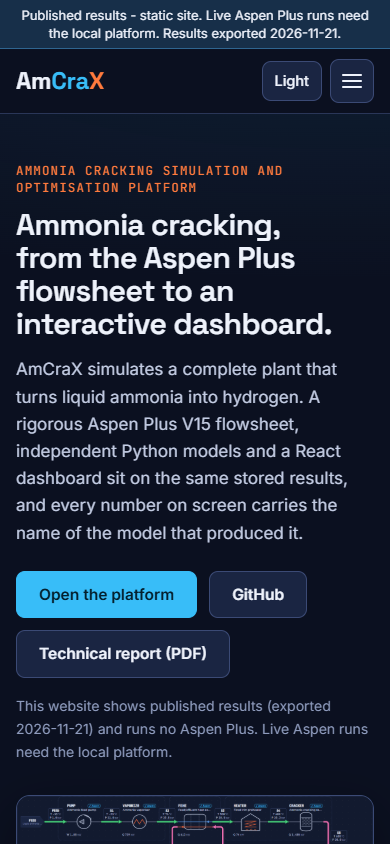 Published results - static site. Live Aspen Plus runs need
the local platform. Results exported 2026-11-21.
AmCraX
Light
AMMONIA CRACKING SIMULATION AND
OPTIMISATION PLATFORM
Ammonia cracking,
from the Aspen Plus
flowsheet to an
interactive dashboard.
AmCraX simulates a complete plant that
turns liquid ammonia into hydrogen. A
rigorous Aspen Plus V15 flowsheet,
independent Python models and a React
dashboard sit on the same stored results,
and every number on screen carries the
name of the model that produced it.
Open the platform
GitHub
Technical report (PDF)
This website shows published results (exported
2026-11-21) and runs no Aspen Plus. Live Aspen runs
need the local platform.
PUMP
VAPORIZER
HEATER
CRACKER